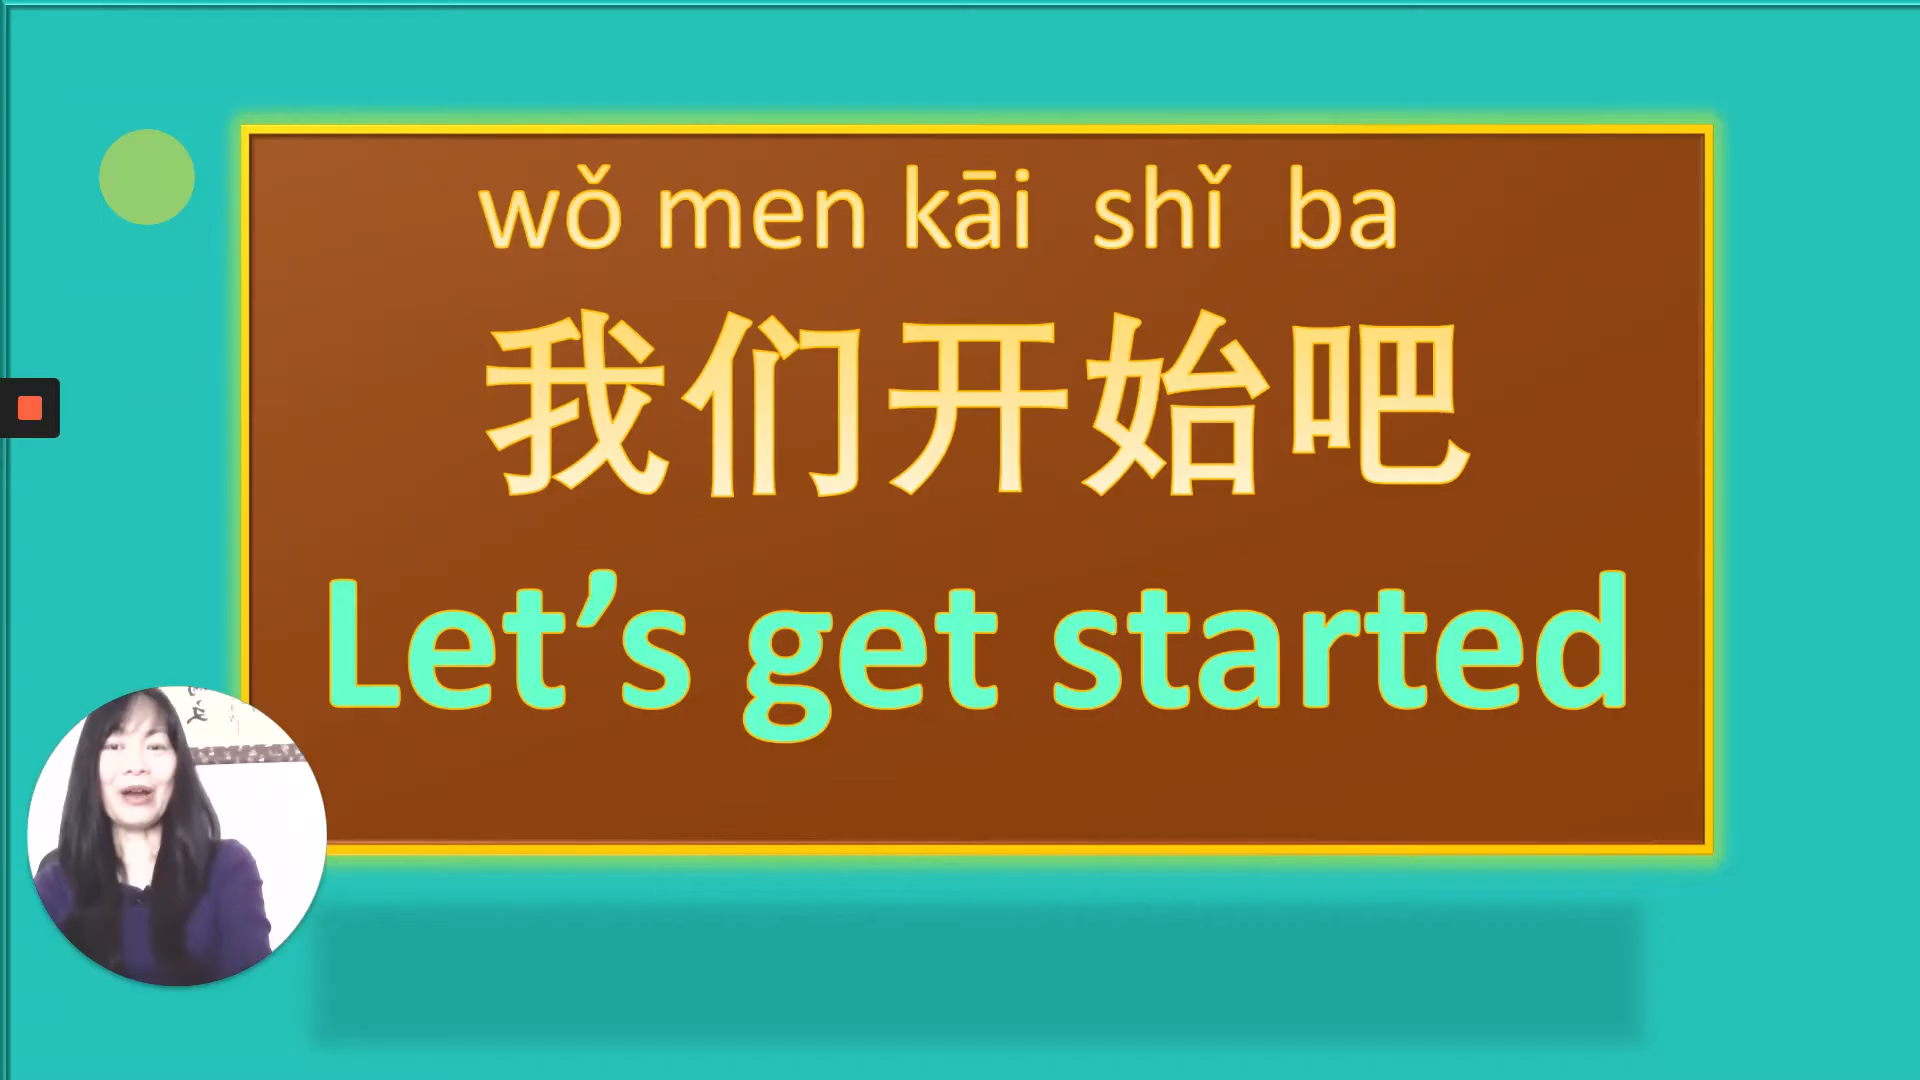 wǒ men kāi shǐ ba
我们开始吧
Let’s get started